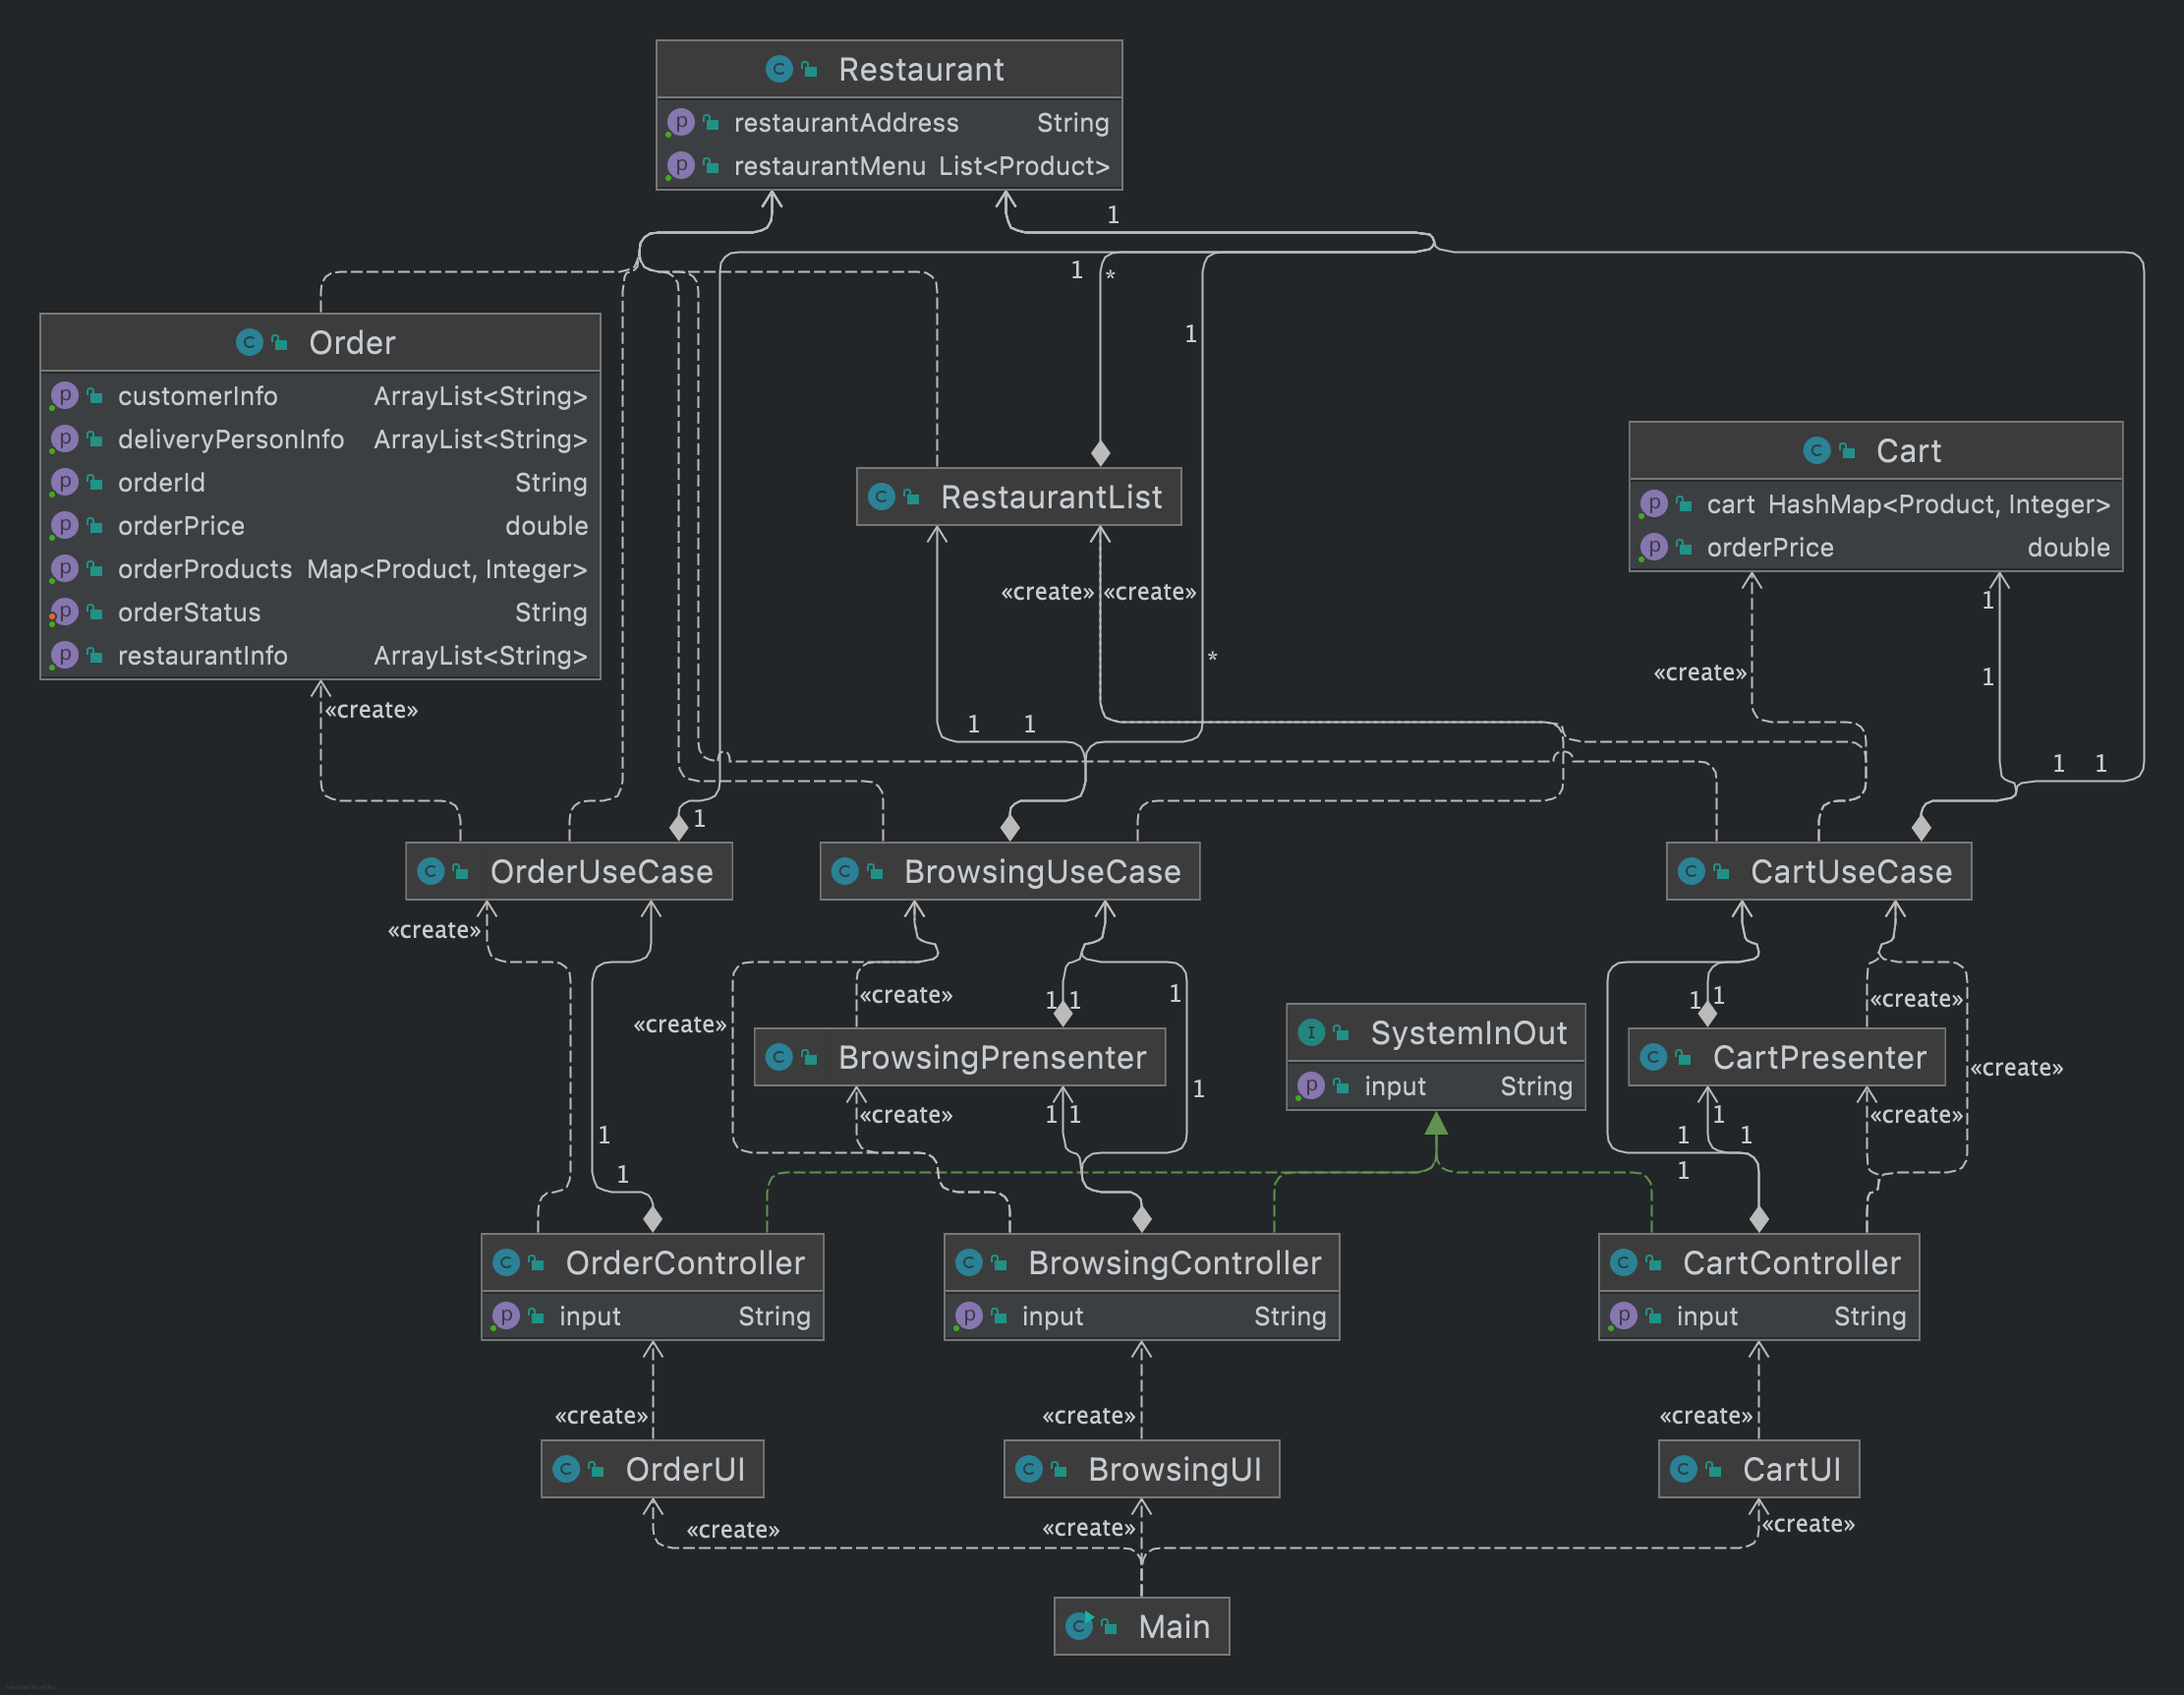 Restaurant
restaurantAddress String
restaurantMenu List<Product>
1
1 *
1
Order
customerInfo ArrayList<String>
deliveryPersonInfo ArrayList<String>
orderId String
orderPrice double
orderProducts Map<Product, Integer>
orderStatus String
restaurantInfo ArrayList<String>
Cart
cart HashMap<Product, Integer>
orderPrice double
RestaurantList
«create» «create»
1
*
«create» 1
«create»
1 1
1 1
1
OrderUseCase
BrowsingUseCase
CartUseCase
«create»
«create»
1 1
1
1 1
«create»
«create»
BrowsingPrensenter
SystemInOut
input String
CartPresenter
«create»
«create»
1 1
1
1
«create»
1
1
1 1
1
OrderController
input String
BrowsingController
input String
CartController
input String
«create»
«create»
«create»
OrderUI
BrowsingUI
CartUI
«create»
«create»
«create»
Main
Powered by yFiles